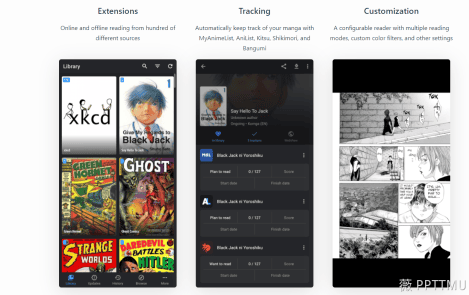 Extensions
Online and offline reading from hundred of
different sources
Tracking
Automatically keep track of your manga with
MyAnimeList, AniList, Kitsu, Shikimori, and
Bangumi
Customization
A configurable reader with multiple reading
modes, custom color filters, and other settings
Library
xkcd
Give My Regards to
Black Jack
1
GREEN
HORNET
GHOST
STRANGE
WORLDS
DAREDEVIL
BATTLES
HITLER
Library
Updates
History
Browse
More
Say Hello To Jack
Unknown author
MAL
Black Jack ni Yoroshiku
Plan to read
0 / 127
Score
Start date
Finish date
Black Jack ni Yoroshiku
Plan to read
0 / 127
Score
Start date
Finish date
Black Jack ni Yoroshiku
Want to read
0 / 127
Score
Start date
Finish date
薇 PPTTMU